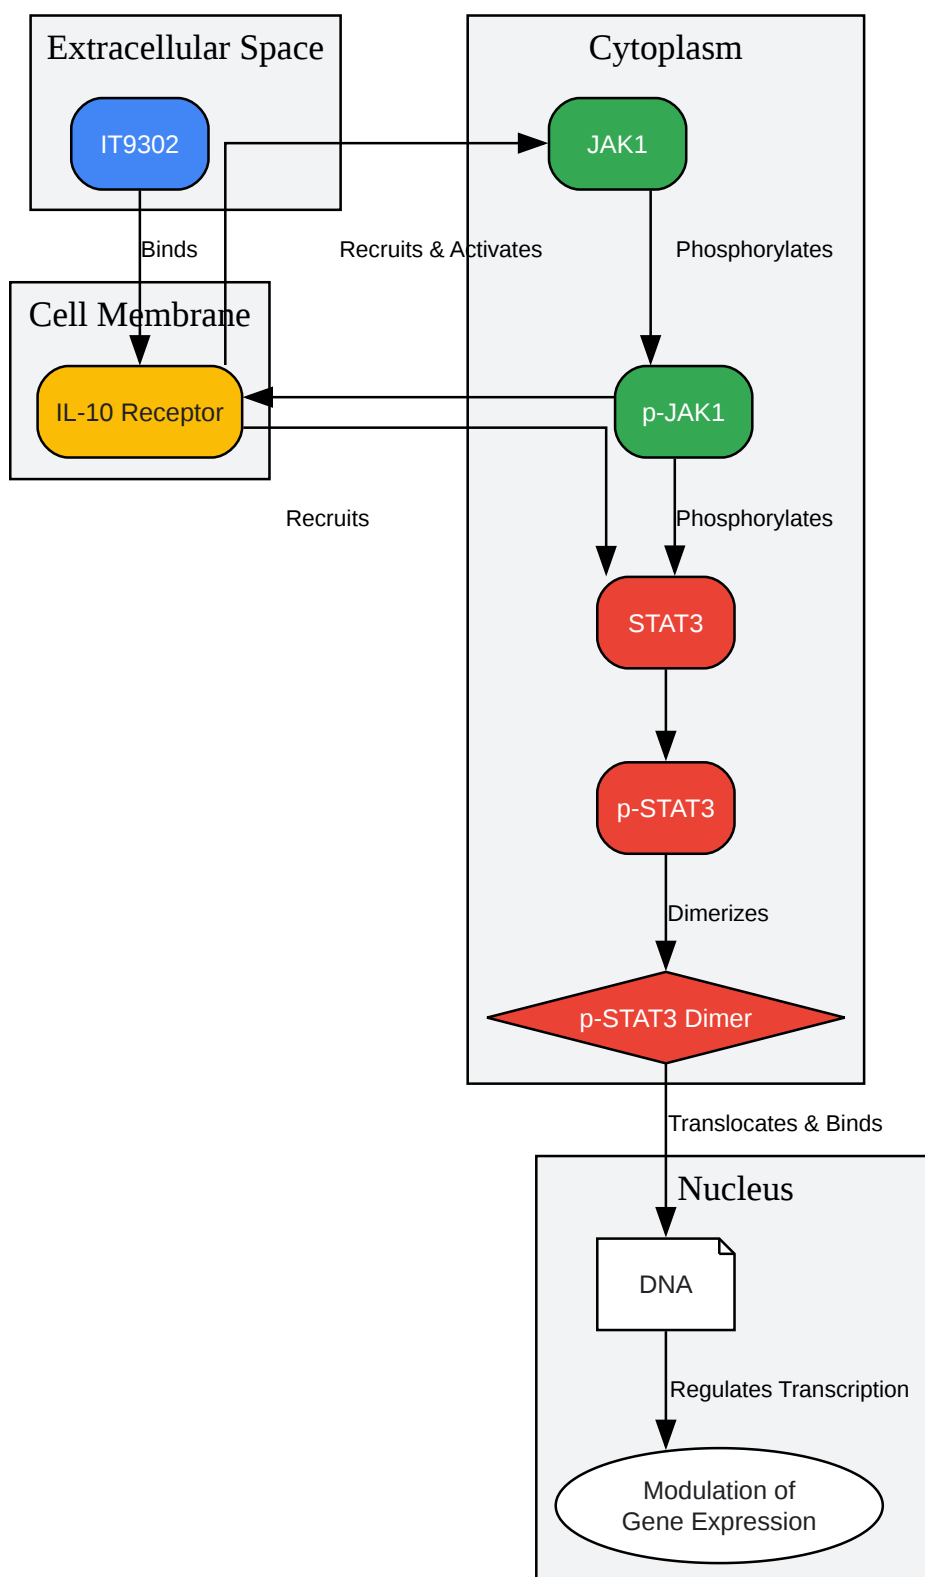 Extracellular Space
Cytoplasm
IT9302
JAK1
Binds
Recruits & Activates
Phosphorylates
Cell Membrane
IL-10 Receptor
p-JAK1
Recruits
Phosphorylates
STAT3
p-STAT3
Dimerizes
p-STAT3 Dimer
Translocates & Binds
Nucleus
DNA
Regulates Transcription
Modulation of
Gene Expression